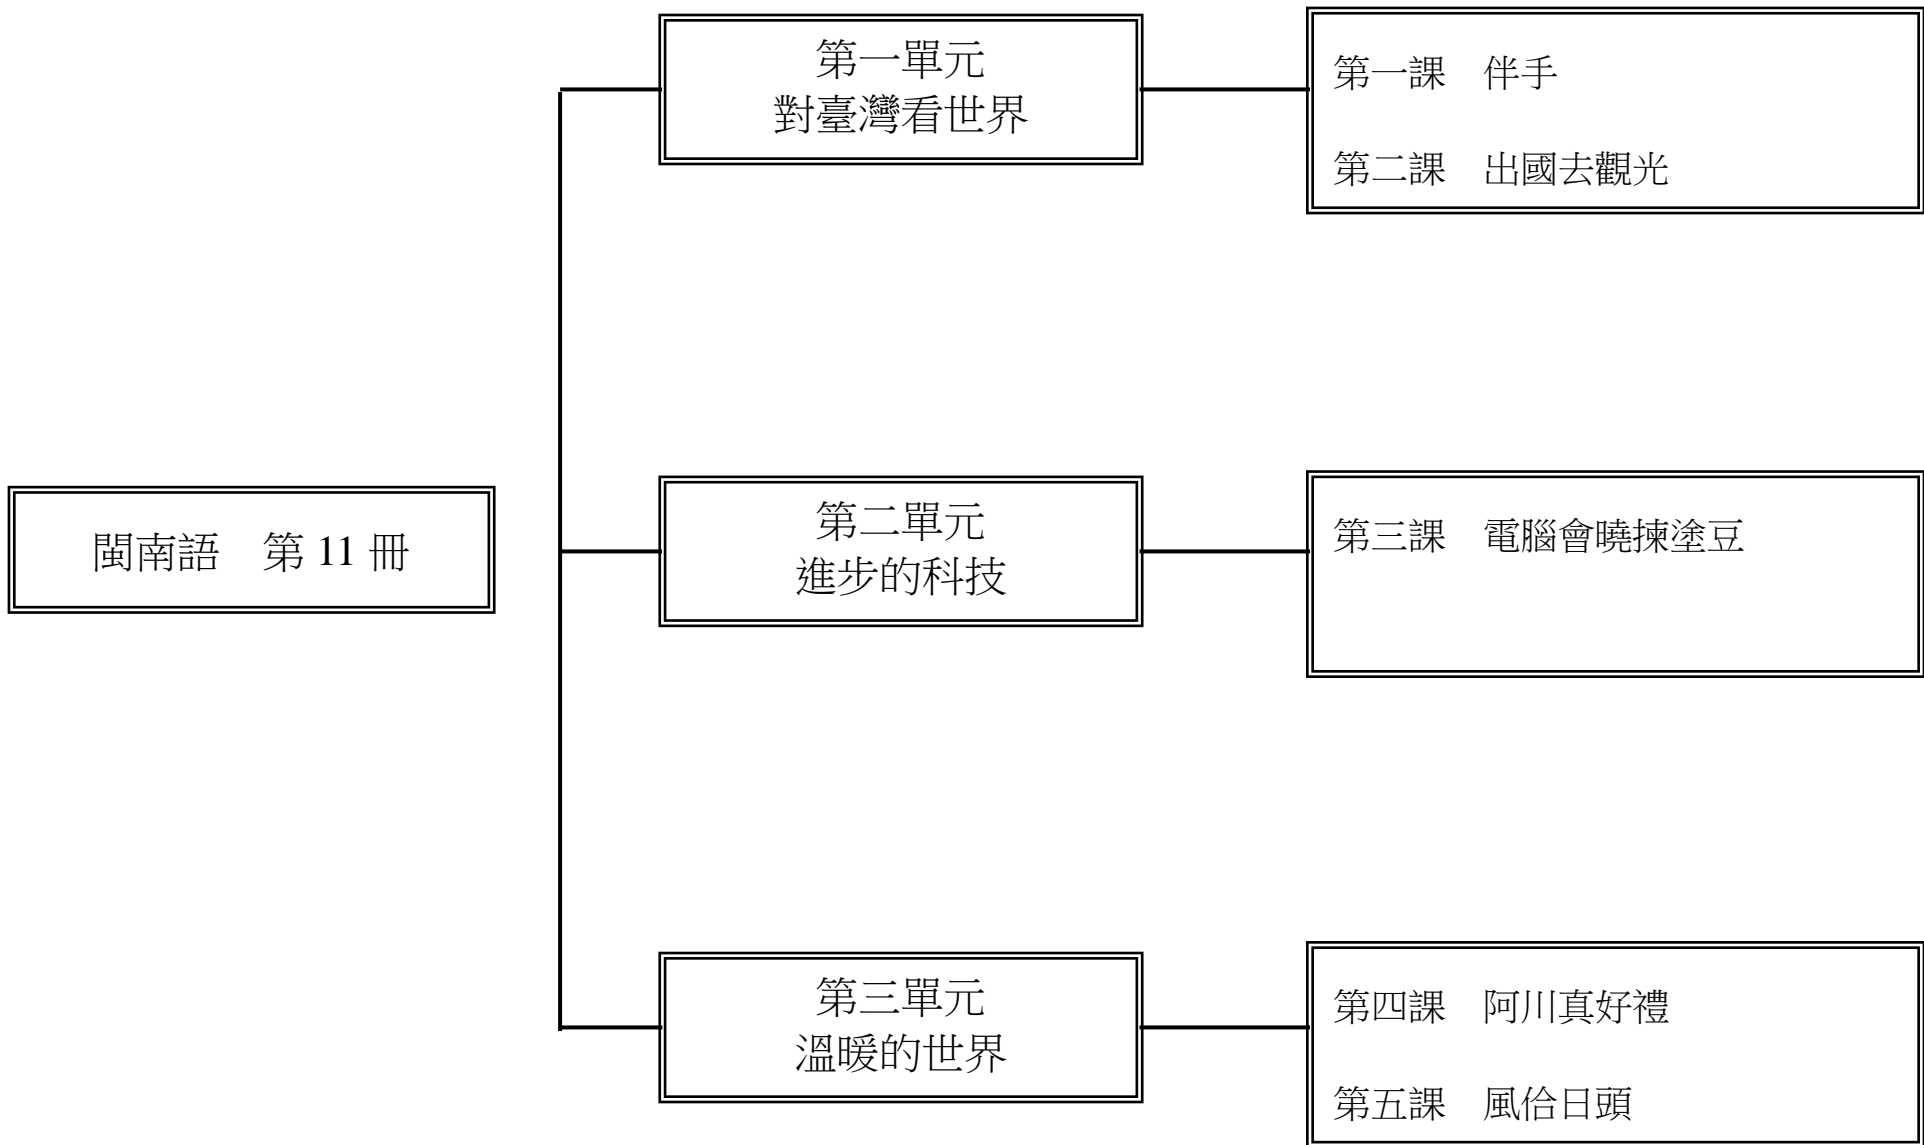 閩南語　第 11 冊
第一單元
對臺灣看世界
第一課　伴手
第二課　出國去觀光
第二單元
進步的科技
第三課　電腦會曉揀塗豆
第三單元
溫暖的世界
第四課　阿川真好禮
第五課　風佮日頭